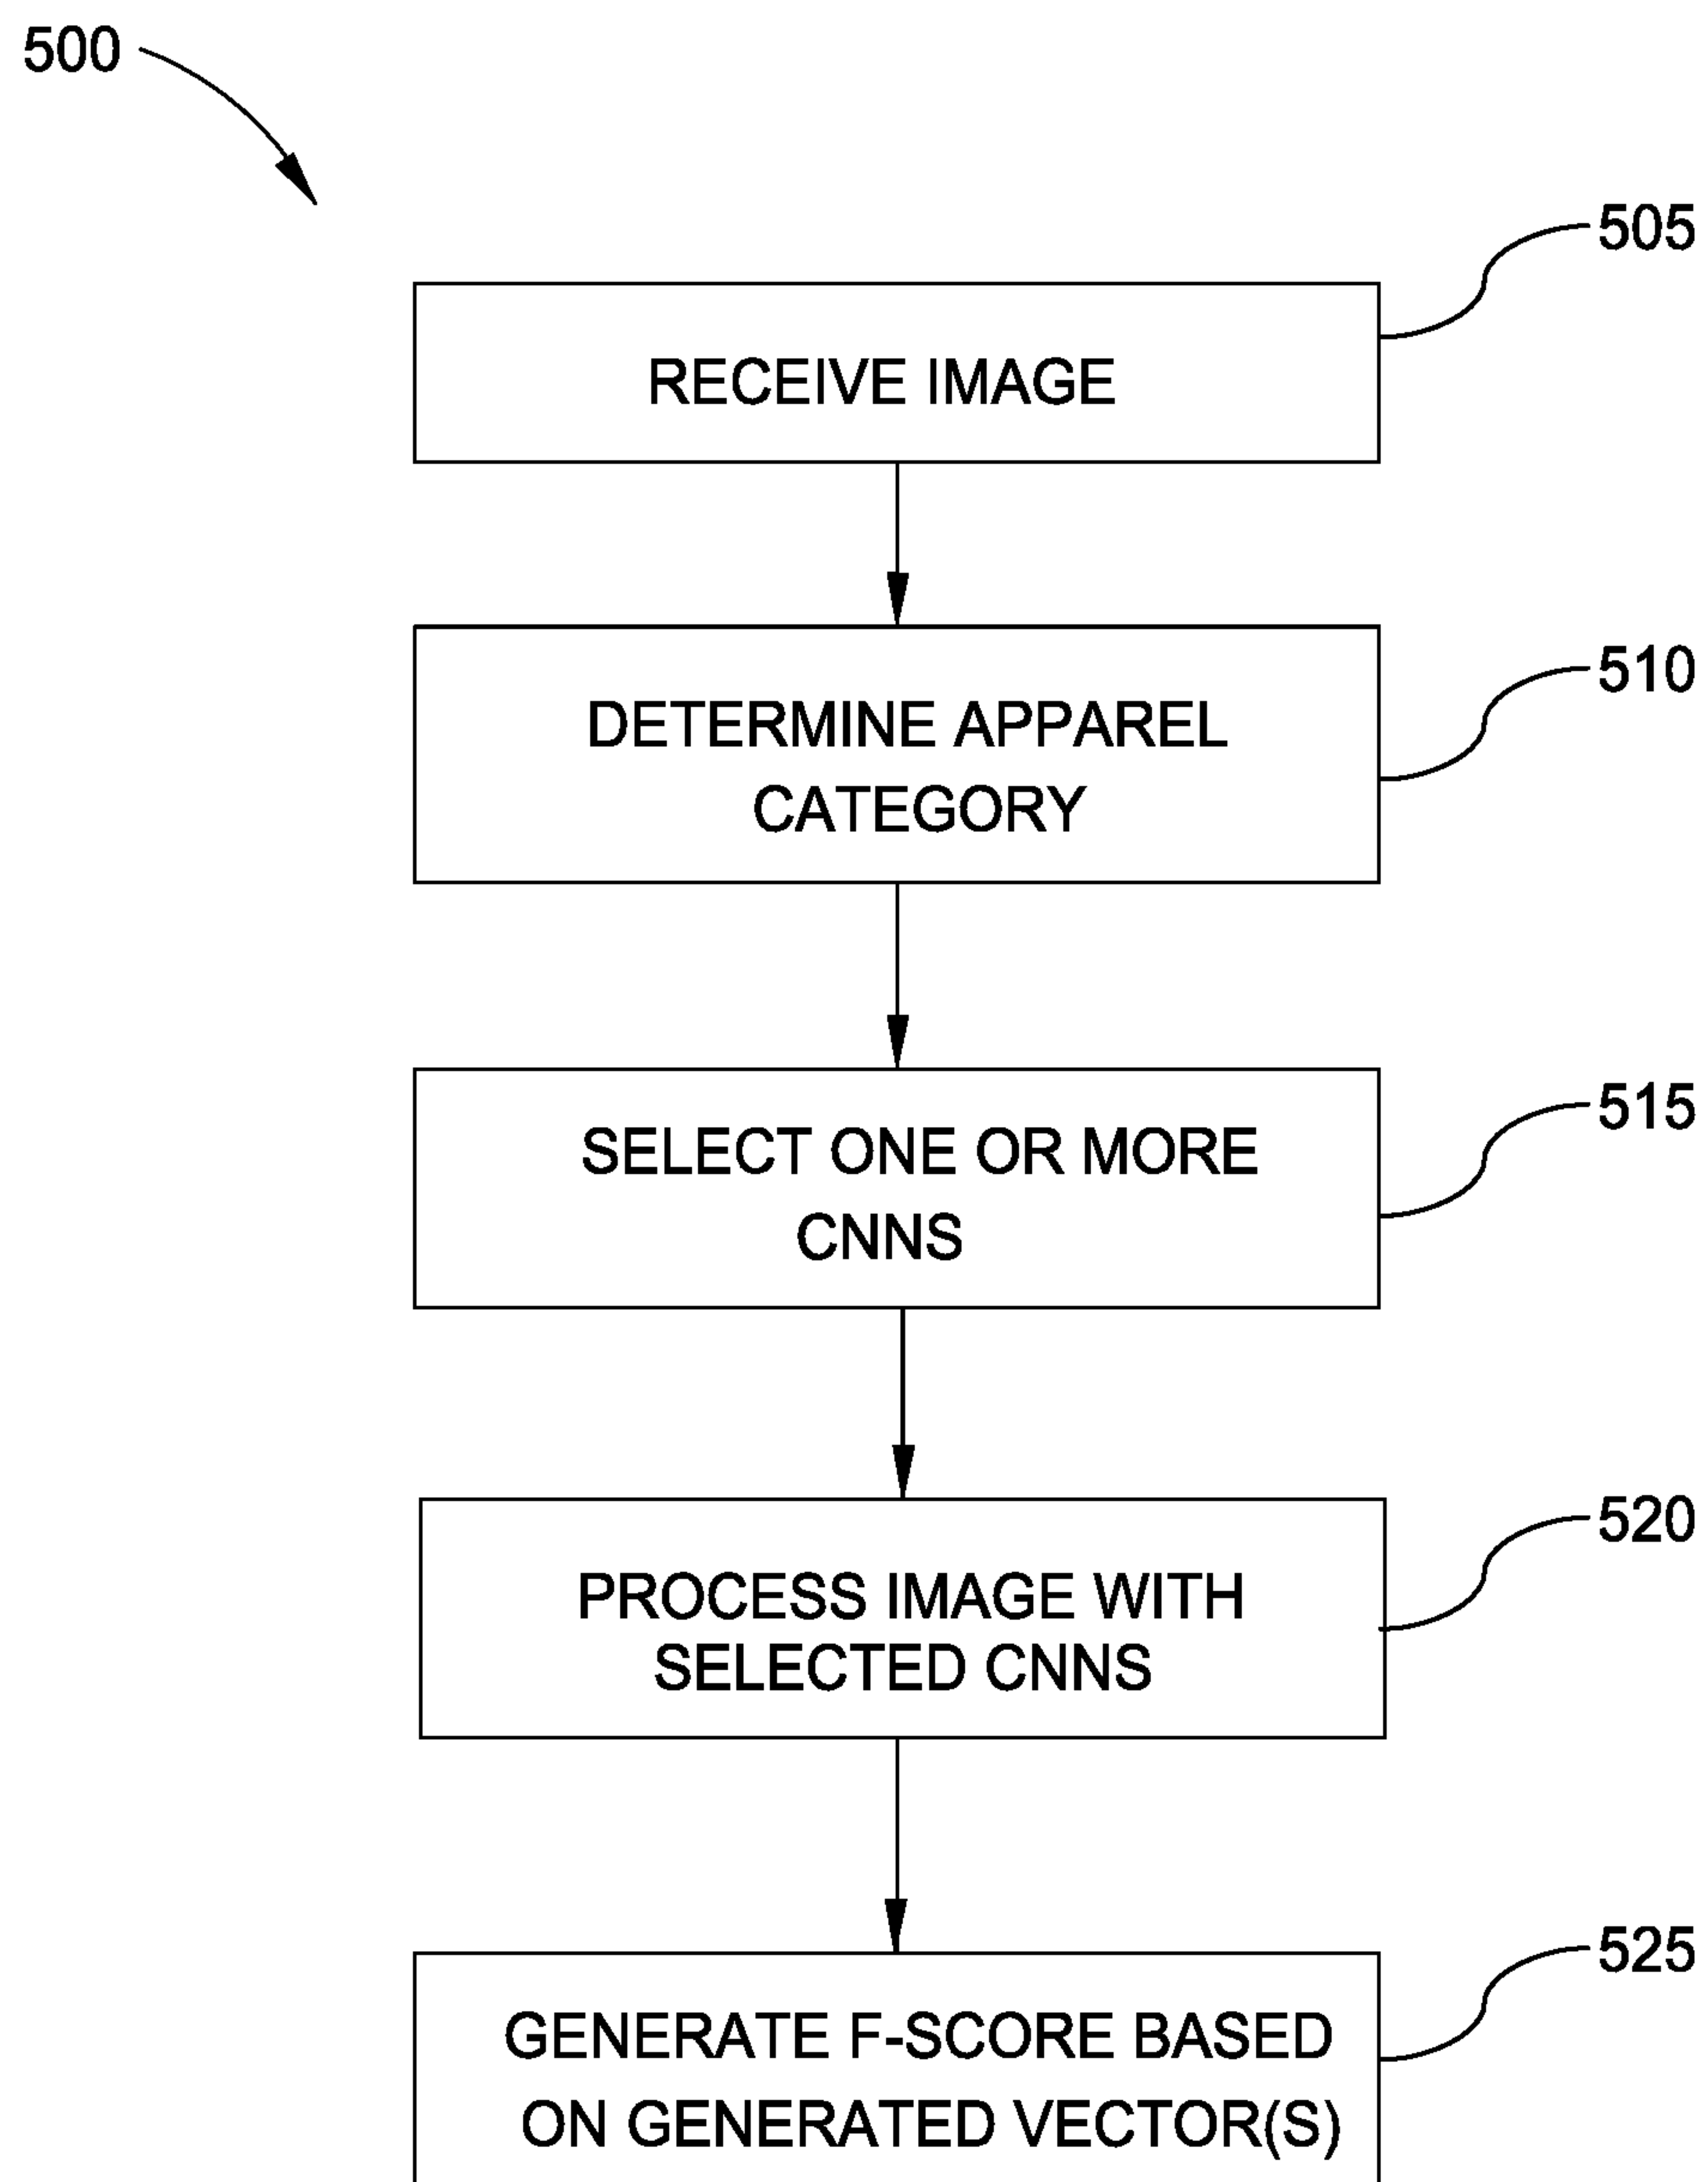 500
505
RECEIVE IMAGE
510
DETERMINE APPAREL
CATEGORY
515
SELECT ONE OR MORE
CNNS
520
PROCESS IMAGE WITH
SELECTED CNNS
525
GENERATE F-SCORE BASED
ON GENERATED VECTOR(S)